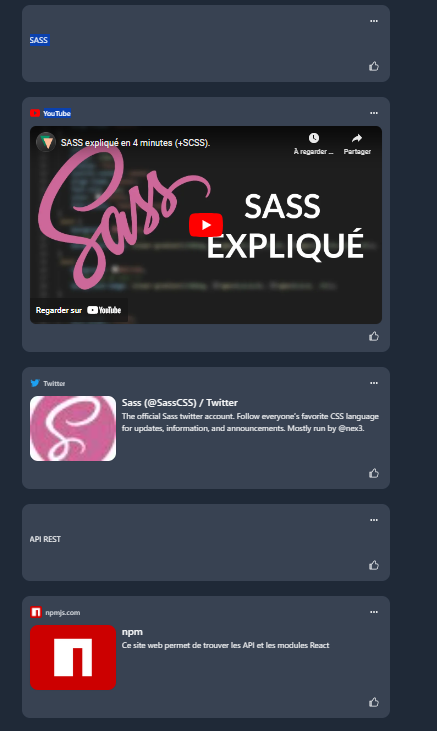 SASS
YouTube
SASS expliqué en 4 minutes (+SCSS).
À regarder ...
Partager
Sass
SASS
EXPLIQUÉ
Regarder sur YouTube
Twitter
Sass (@SassCSS) / Twitter
The official Sass twitter account. Follow everyone's favorite CSS language
for updates, information, and announcements. Mostly run by @nex3.
API REST
npmjs.com
npm
Ce site web permet de trouver les API et les modules React